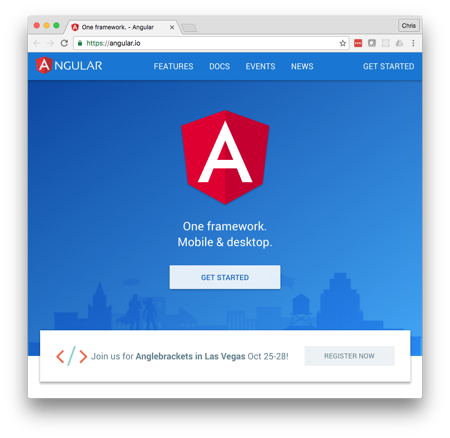 One framework. - Angular
Chris
https://angular.io
ANGULAR
FEATURES DOCS EVENTS NEWS GET STARTED
A
One framework.
Mobile & desktop.
GET STARTED
</> Join us for Anglebrackets in Las Vegas Oct 25-28! REGISTER NOW